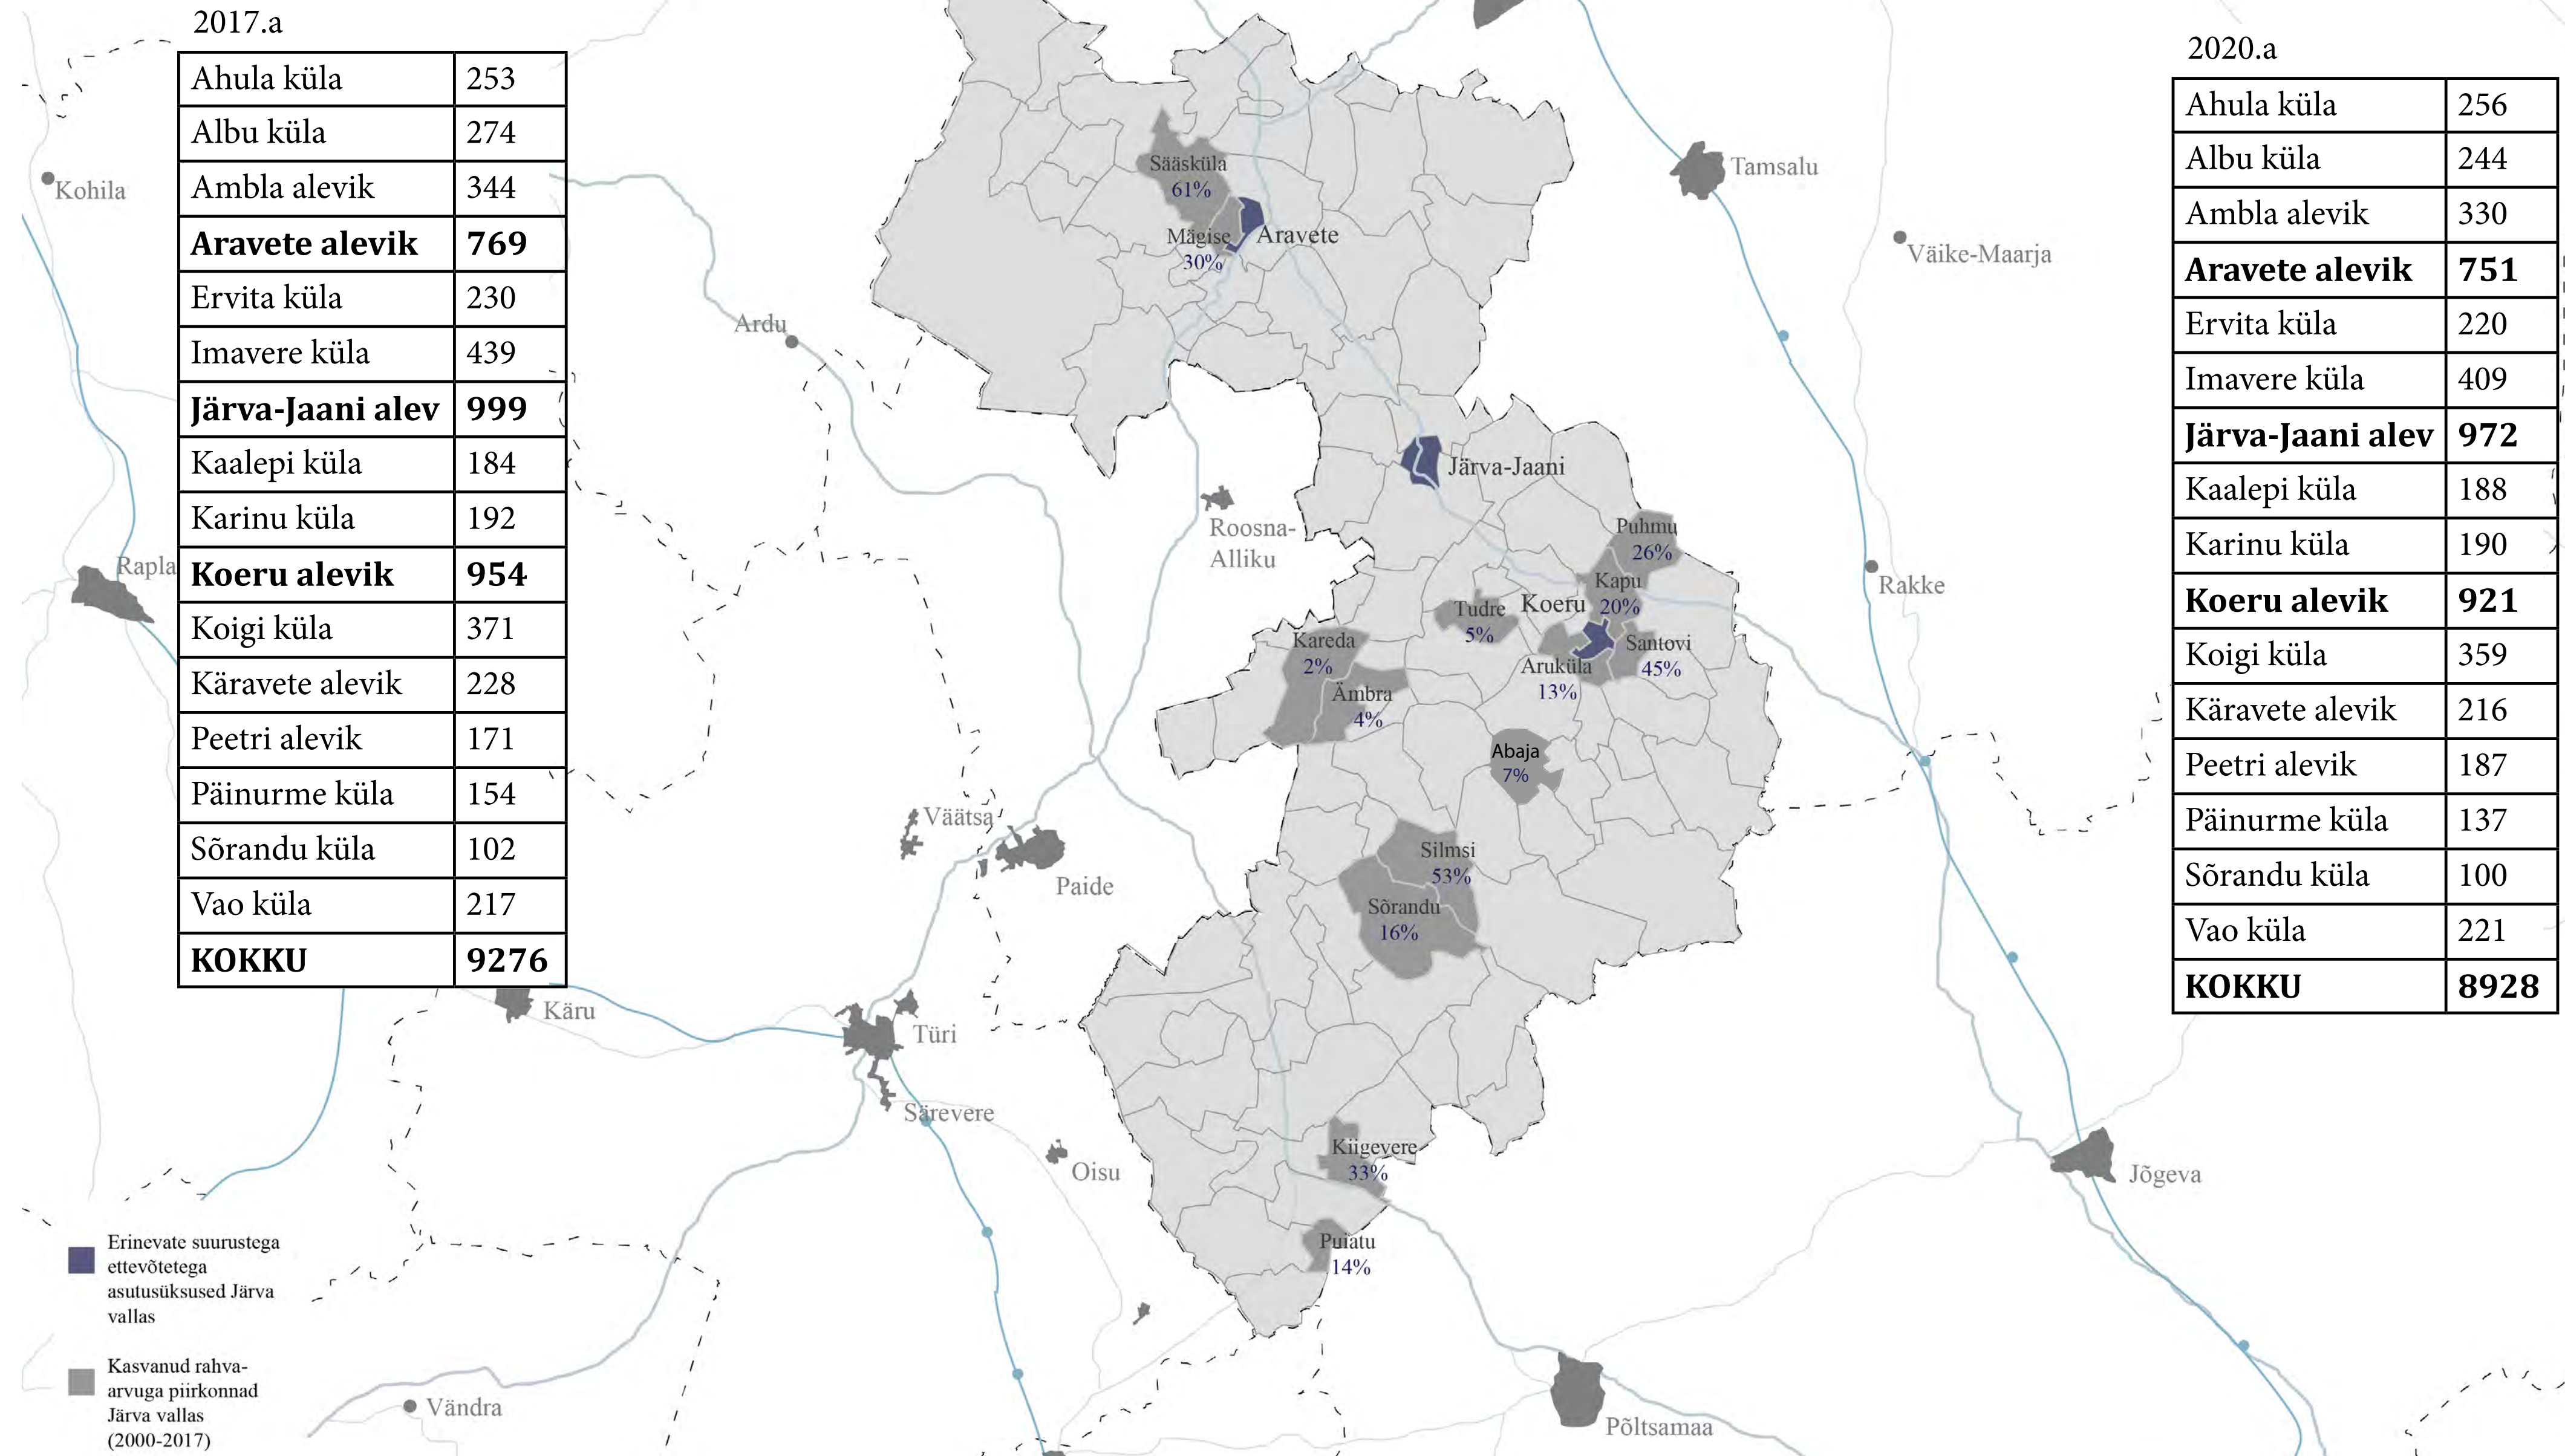 2017.a
Ahula küla 253
Albu küla 274
Ambla alevik 344
Aravete alevik 769
Ervita küla 230
Imavere küla 439
Järva-Jaani alev 999
Kaalepi küla 184
Karinu küla 192
Koeru alevik 954
Koigi küla 371
Käravete alevik 228
Peetri alevik 171
Päinurme küla 154
Sõrandu küla 102
Vao küla 217
KOKKU 9276
2020.a
Ahula küla 256
Albu küla 244
Ambla alevik 330
Aravete alevik 751
Ervita küla 220
Imavere küla 409
Järva-Jaani alev 972
Kaalepi küla 188
Karinu küla 190
Koeru alevik 921
Koigi küla 359
Käravete alevik 216
Peetri alevik 187
Päinurme küla 137
Sõrandu küla 100
Vao küla 221
KOKKU 8928
Kohila
Rapla
Ardu
Sääsküla
61%
Mägise
30%
Aravete
Tamsalu
Väike-Maarja
Järva-Jaani
Roosna-
Alliku
Puhmu
26%
Kapu
20%
Rakke
Tudre
5%
Koeru
Santovi
45%
Aruküla
13%
Kareda
2%
Ämbra
4%
Abaja
7%
Väätsa
Paide
Silmsi
53%
Sõrandu
16%
Käru
Türi
Särevere
Oisu
Kiigevere
33%
Puiatu
14%
Jõgeva
Põltsamaa
Vändra
Erinevate suurustega
ettevõtetega
asutusüksused Järva
vallas
Kasvanud rahva-
arvuga piirkonnad
Järva vallas
(2000-2017)